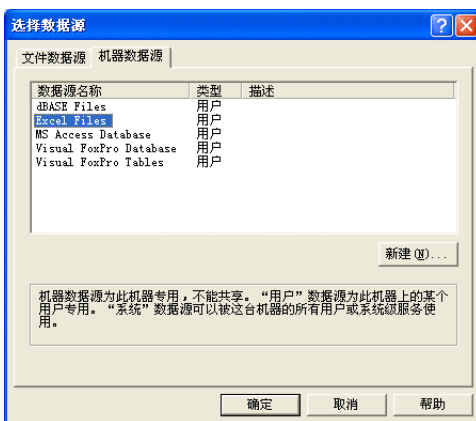 选择数据源
文件数据源 机器数据源
数据源名称 类型 描述
dBASE Files 用户
Excel Files 用户
MS Access Database 用户
Visual FoxPro Database 用户
Visual FoxPro Tables 用户
新建(N)...
机器数据源为此机器专用，不能共享。“用户”数据源为此机器上的某个
用户专用。“系统”数据源可以被这台机器的所有用户或系统级服务使
用。
确定 取消 帮助